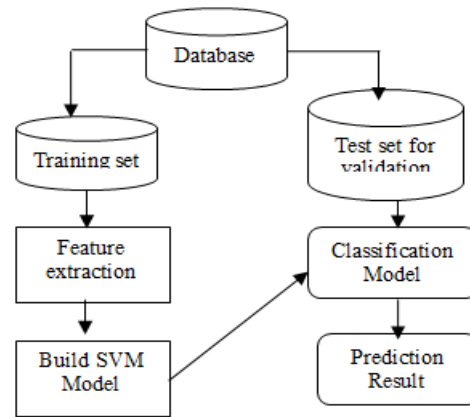 Database
Training set
Test set for
validation
Feature
extraction
Classification
Model
Build SVM
Model
Prediction
Result